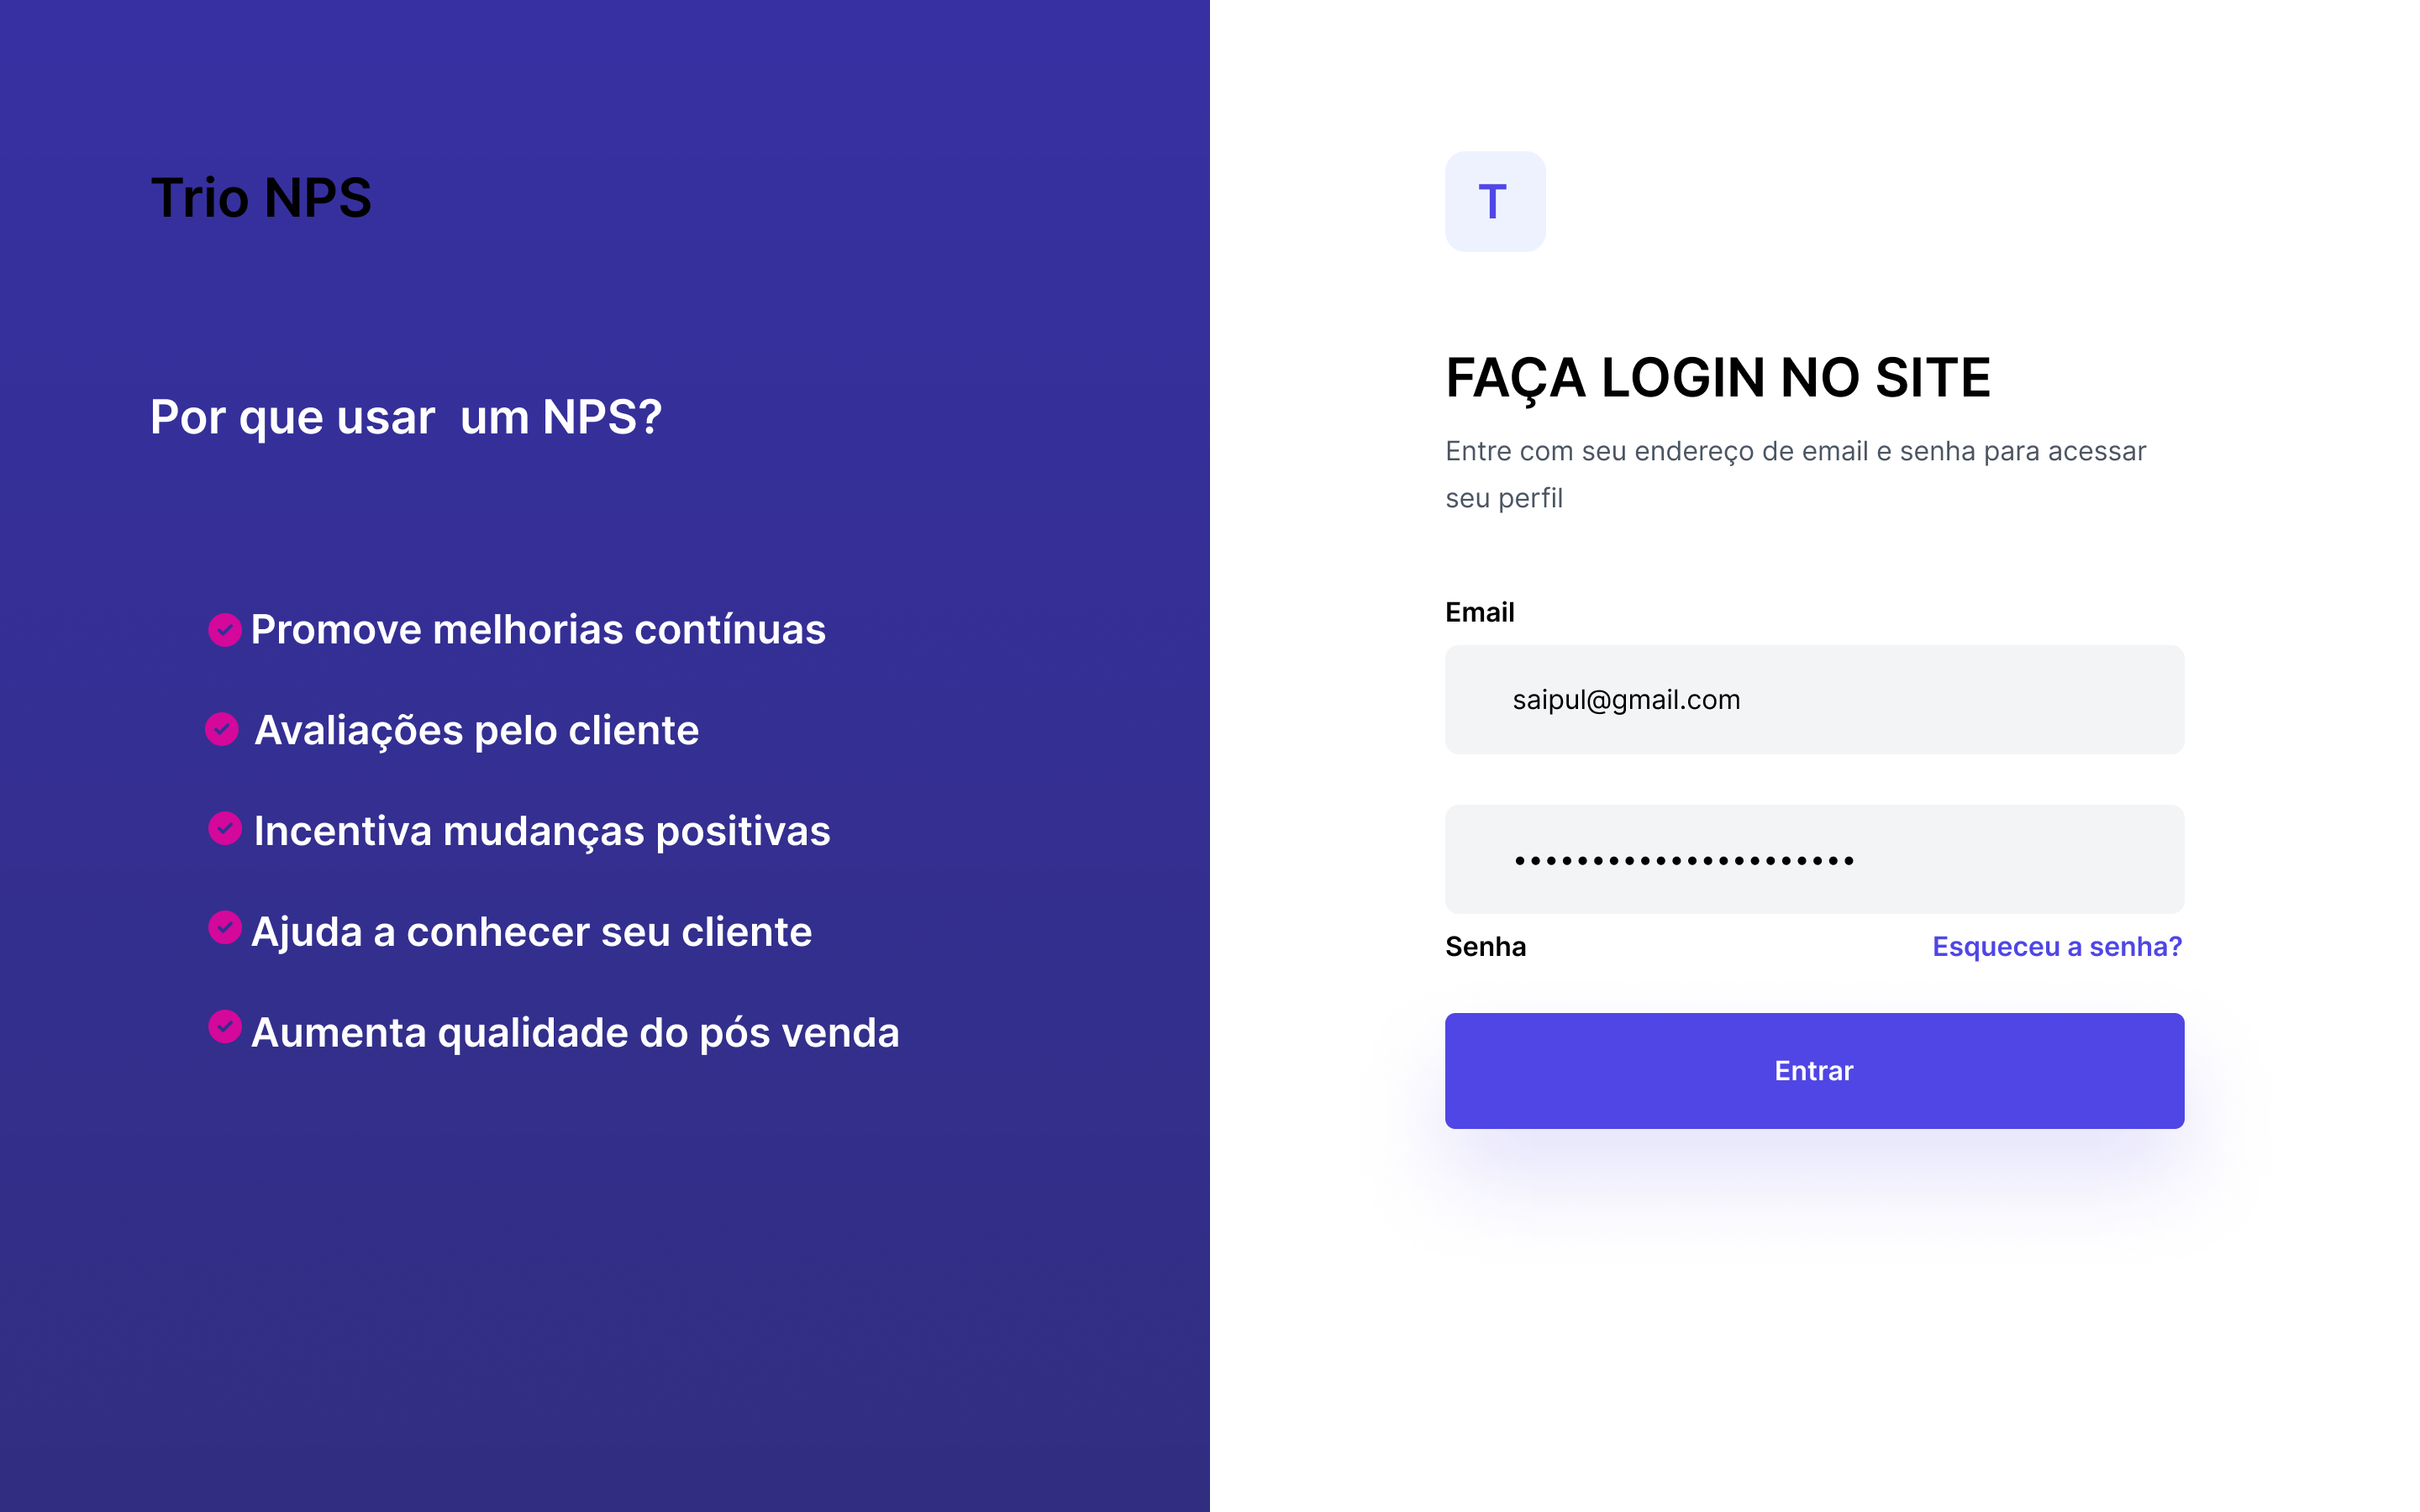 Trio NPS
Por que usar  um NPS?
Promove melhorias contínuas
Avaliações pelo cliente
Incentiva mudanças positivas
Ajuda a conhecer seu cliente
Aumenta qualidade do pós venda
T
FAÇA LOGIN NO SITE
Entre com seu endereço de email e senha para acessar
seu perfil
Email
saipul@gmail.com
••••••••••••••••••••••
Senha
Esqueceu a senha?
Entrar